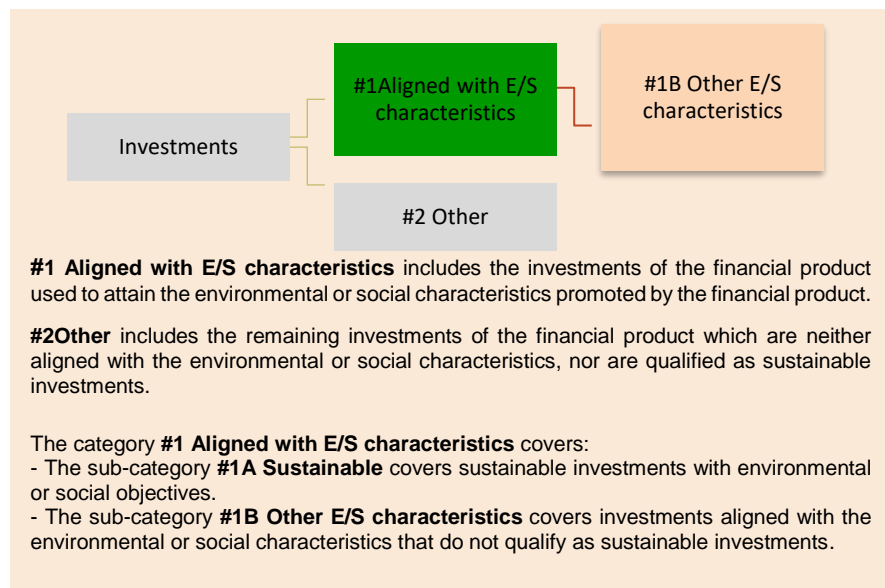 #1Aligned with E/S
characteristics
#1B Other E/S
characteristics
Investments
#2 Other
#1 Aligned with E/S characteristics includes the investments of the financial product
used to attain the environmental or social characteristics promoted by the financial product.
#2Other includes the remaining investments of the financial product which are neither
aligned with the environmental or social characteristics, nor are qualified as sustainable
investments.
The category #1 Aligned with E/S characteristics covers:
- The sub-category #1A Sustainable covers sustainable investments with environmental
or social objectives.
- The sub-category #1B Other E/S characteristics covers investments aligned with the
environmental or social characteristics that do not qualify as sustainable investments.